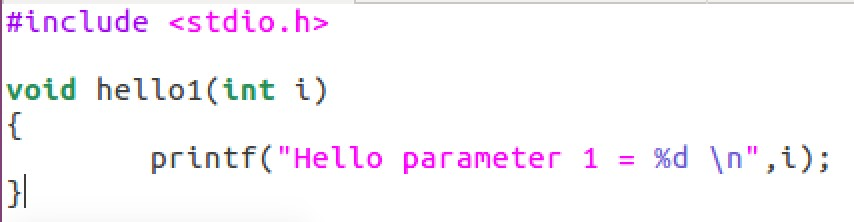 #include <stdio.h>
void hello1(int i)
{
printf("Hello parameter 1 = %d \n",i);
}